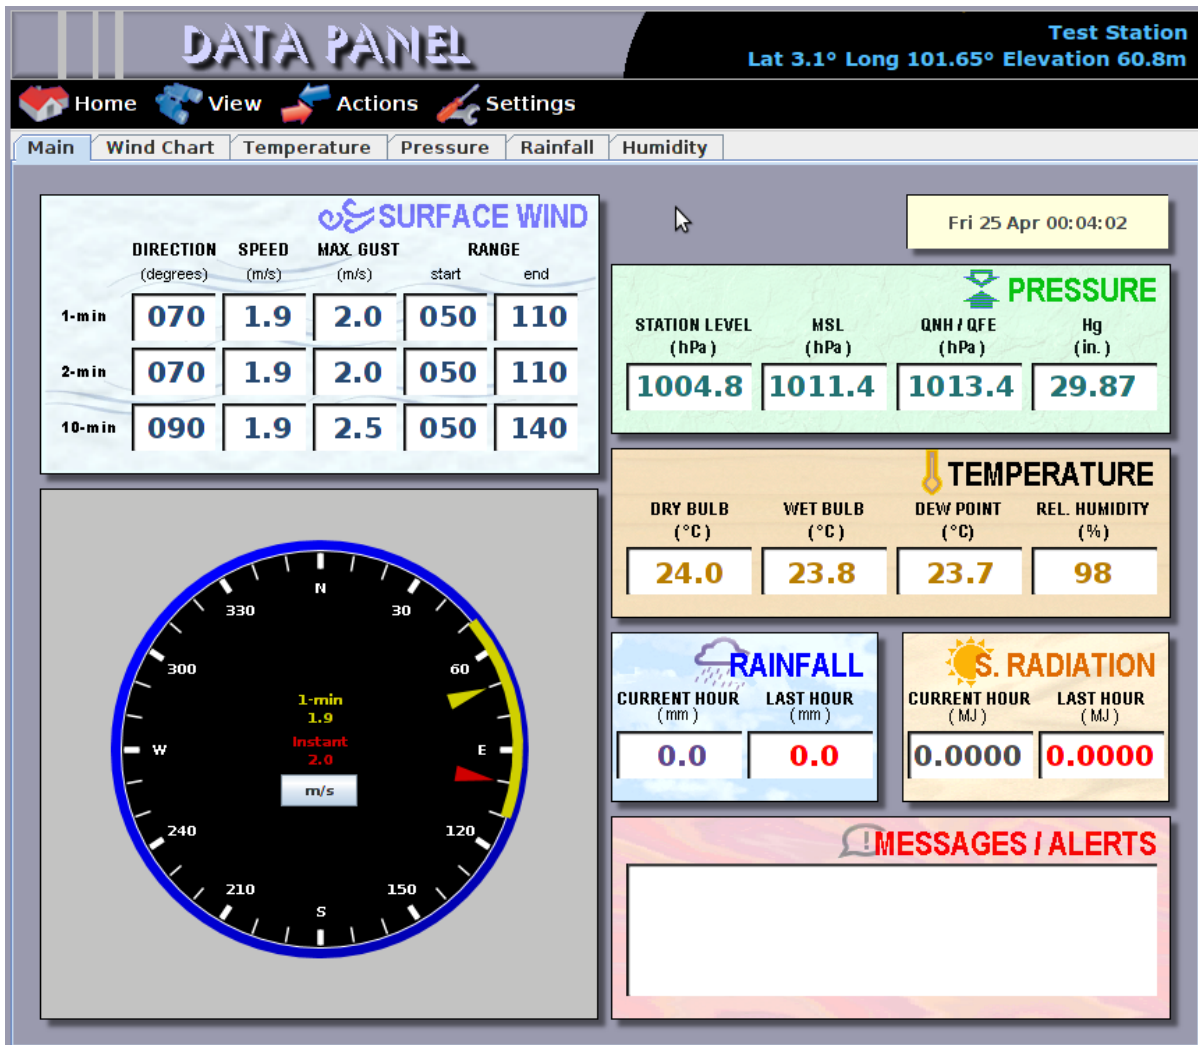 DATA PANEL
Test Station
Lat 3.1° Long 101.65° Elevation 60.8m
Home View Actions Settings
Main Wind Chart Temperature Pressure Rainfall Humidity
SURFACE WIND
DIRECTION SPEED MAX. GUST RANGE
(degrees) (m/s) (m/s) start end
1-min 070 1.9 2.0 050 110
2-min 070 1.9 2.0 050 110
10-min 090 1.9 2.5 050 140
Fri 25 Apr 00:04:02
PRESSURE
STATION LEVEL MSL QNH / QFE Hg
(hPa) (hPa) (hPa) (in.)
1004.8 1011.4 1013.4 29.87
TEMPERATURE
DRY BULB WET BULB DEW POINT REL. HUMIDITY
(°C) (°C) (°C) (%)
24.0 23.8 23.7 98
N
330 30
300 60
1-min
1.9
W Instant E
2.0
m/s
240 120
210 150
S
RAINFALL
CURRENT HOUR LAST HOUR
(mm) (mm)
0.0 0.0
S. RADIATION
CURRENT HOUR LAST HOUR
(MJ) (MJ)
0.0000 0.0000
! MESSAGES / ALERTS